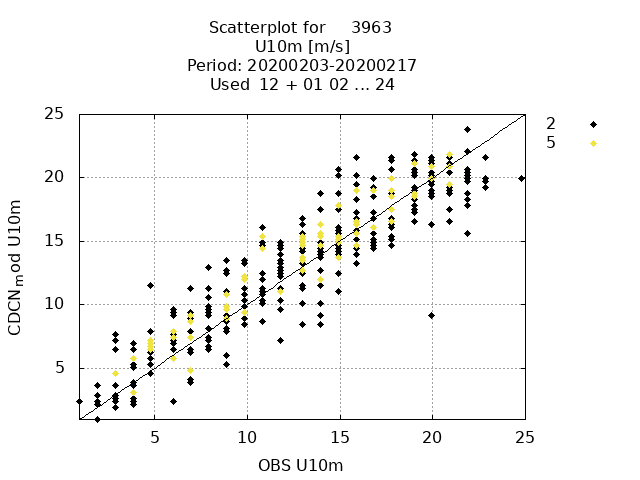 Scatterplot for 3963
U10m [m/s]
Period: 20200203-20200217
Used 12 + 01 02 ... 24
25
20
15
10
5
5
10
15
20
25
CDCNmod U10m
OBS U10m
2
5